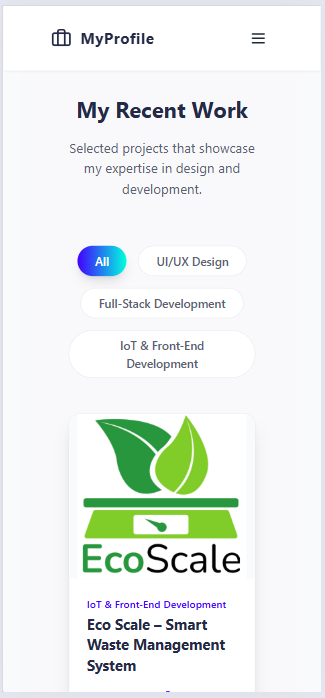 MyProfile
My Recent Work
Selected projects that showcase
my expertise in design and
development.
All
UI/UX Design
Full-Stack Development
IoT & Front-End
Development
EcoScale
IoT & Front-End Development
Eco Scale – Smart
Waste Management
System